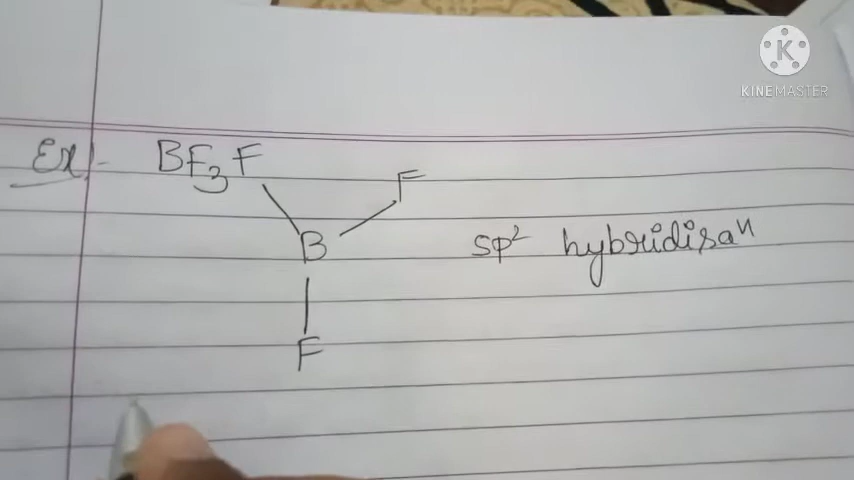 K
KINEMASTER
Ex:- BF3 F
F
B
sp² hybridisaⁿ
F